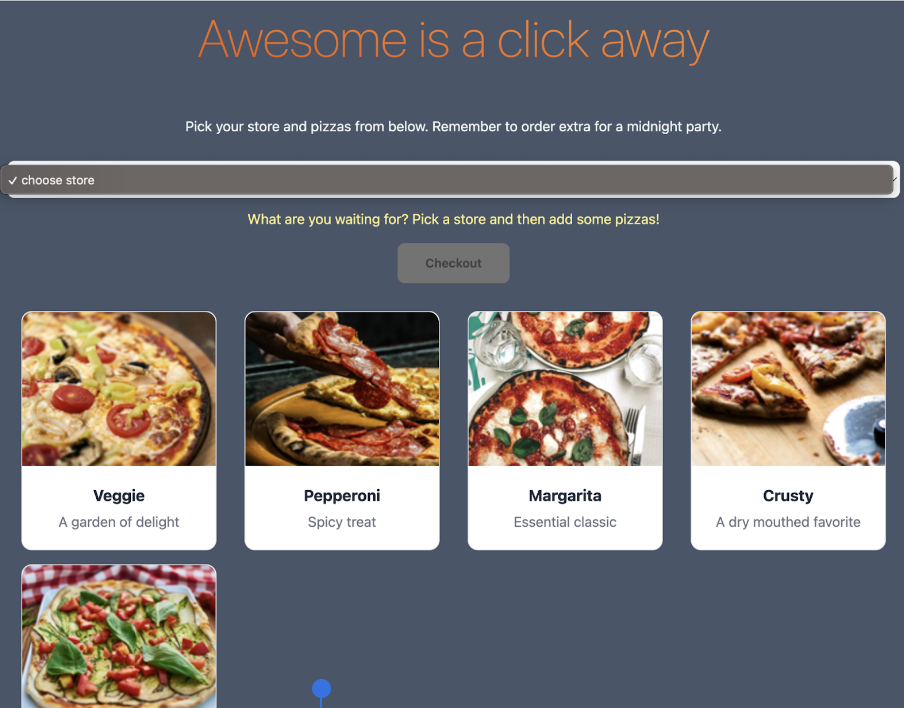 Awesome is a click away
Pick your store and pizzas from below. Remember to order extra for a midnight party.
✓ choose store
What are you waiting for? Pick a store and then add some pizzas!
Checkout
Veggie
A garden of delight
Pepperoni
Spicy treat
Margarita
Essential classic
Crusty
A dry mouthed favorite